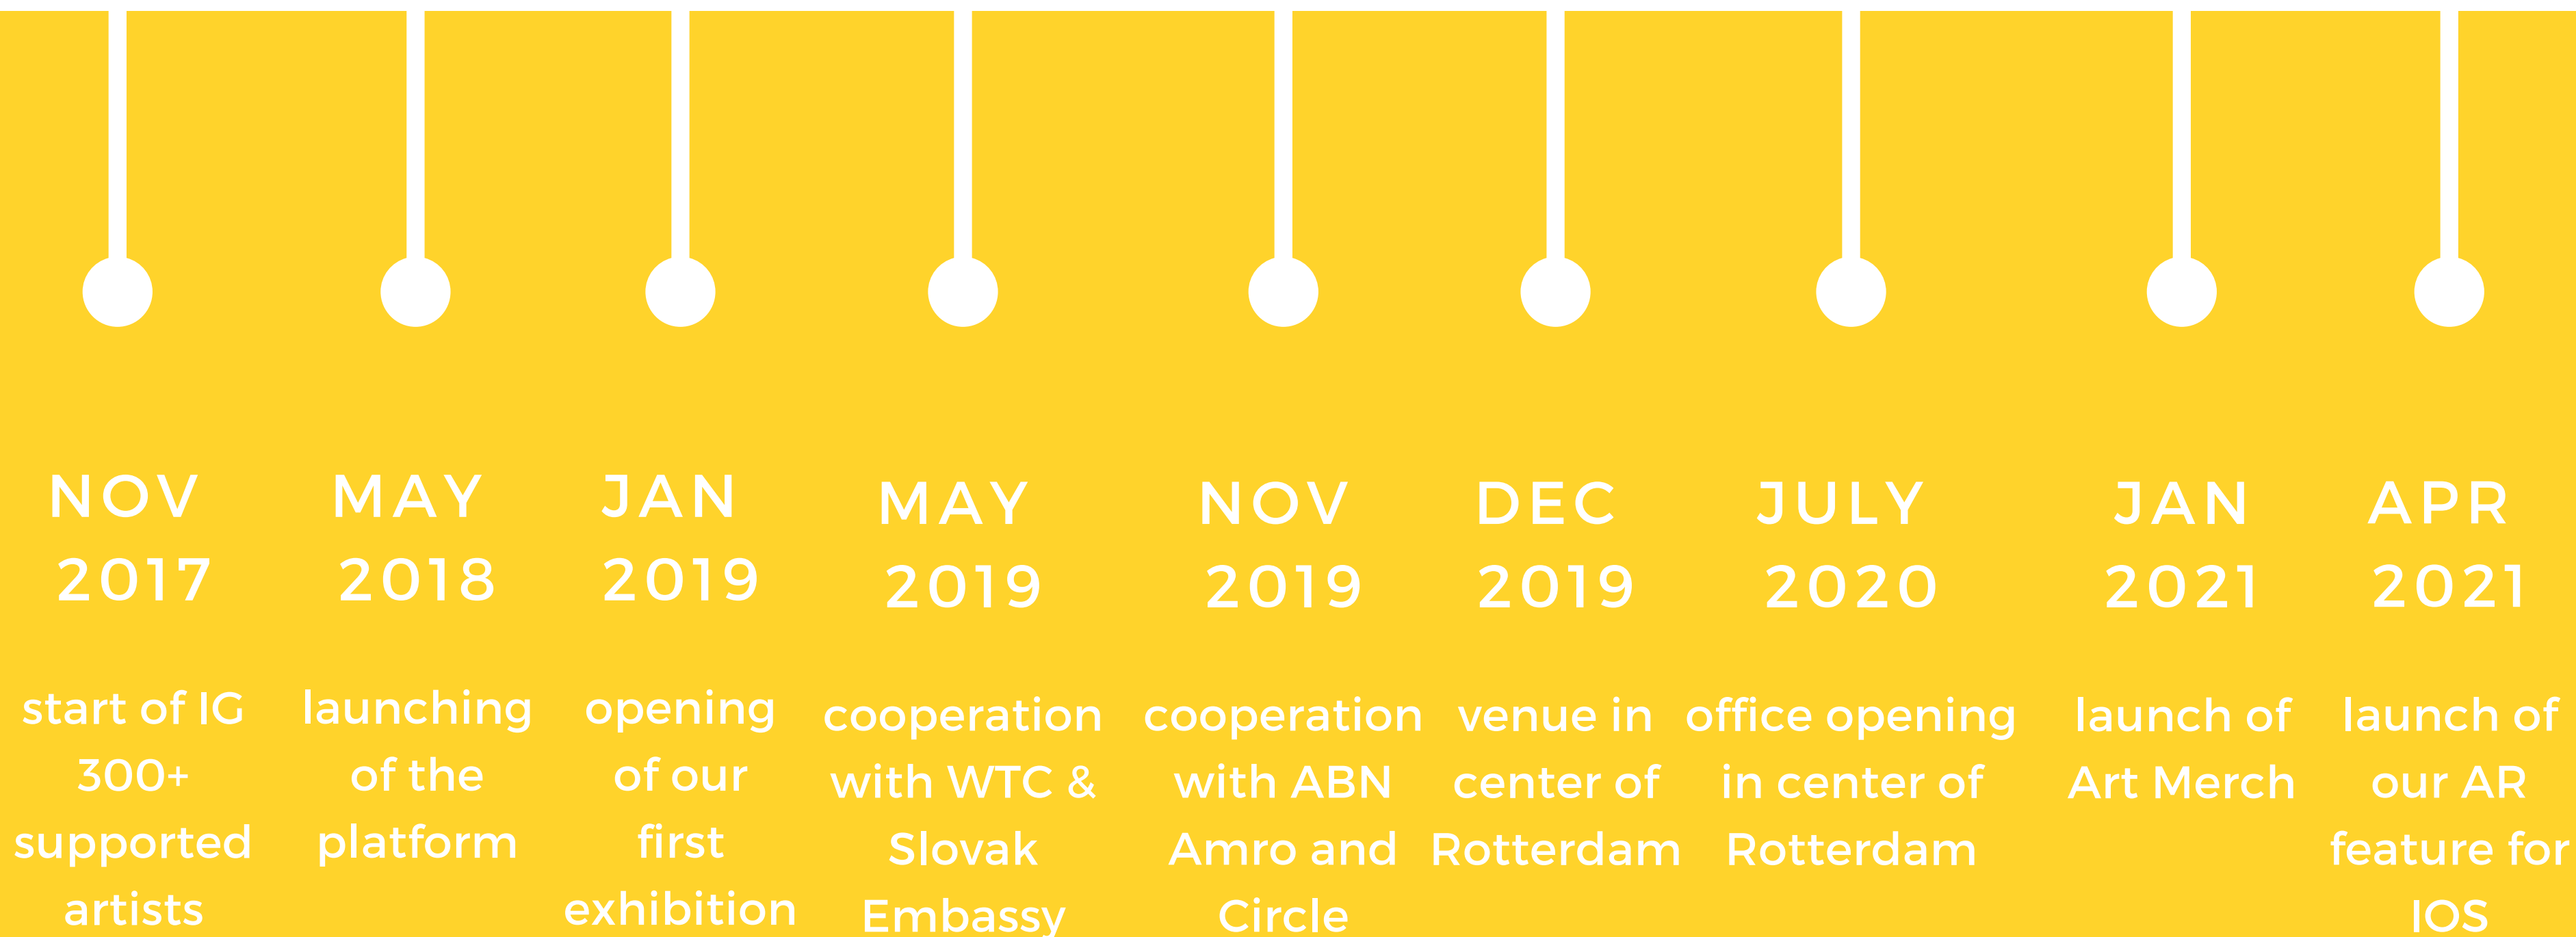 NOV
2017
start of IG
300+
supported
artists
MAY
2018
launching
of the
platform
JAN
2019
opening
of our
first
exhibition
MAY
2019
cooperation
with WTC &
Slovak
Embassy
NOV
2019
cooperation
with ABN
Amro and
Circle
DEC
2019
venue in
center of
Rotterdam
JULY
2020
office opening
in center of
Rotterdam
JAN
2021
launch of
Art Merch
APR
2021
launch of
our AR
feature for
IOS